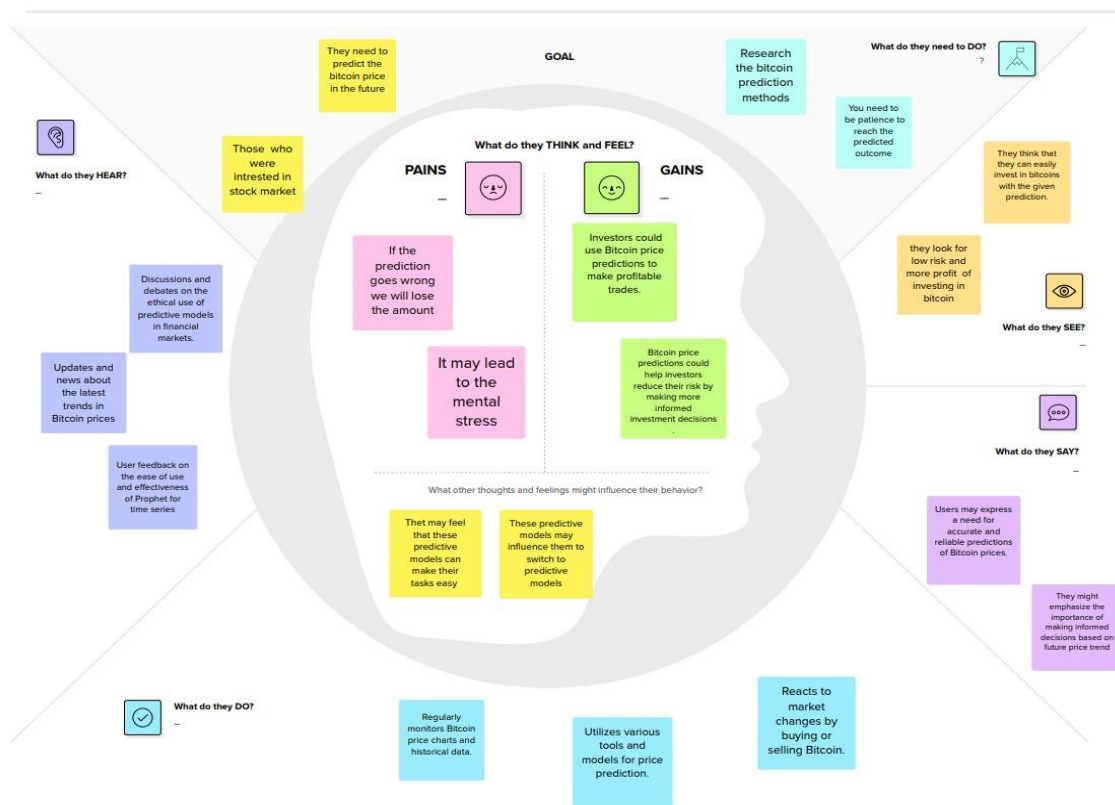 GOAL
They need to
predict the
bitcoin price
in the future
Those who
were
intrested in
stock market
What do they need to DO?
?
Research
the bitcoin
prediction
methods
You need to
be patience to
reach the
predicted
outcome
What do they HEAR?
_
Discussions and
debates on the
ethical use of
predictive models
in financial
markets.
Updates and
news about
the latest
trends in
Bitcoin prices
User feedback on
the ease of use
and effectiveness
of Prophet for
time series
What do they THINK and FEEL?
PAINS
_
If the
prediction
goes wrong
we will lose
the amount
It may lead
to the
mental
stress
GAINS
_
Investors could
use Bitcoin price
predictions to
make profitable
trades.
Bitcoin price
predictions could
help investors
reduce their risk by
making more
informed
investment decisions
.
What other thoughts and feelings might influence their behavior?
Thet may feel
that these
predictive
models can
make their
tasks easy
These predictive
models may
influence them to
switch to
predictive
models
They think that
they can easily
invest in bitcoins
with the given
prediction.
they look for
low risk and
more profit of
investing in
bitcoin
What do they SEE?
_
What do they SAY?
_
Users may express
a need for
accurate and
reliable predictions
of Bitcoin prices.
They might
emphasize the
importance of
making informed
decisions based on
future price trend
What do they DO?
_
Regularly
monitors Bitcoin
price charts and
historical data.
Utilizes various
tools and
models for price
prediction.
Reacts to
market
changes by
buying or
selling Bitcoin.